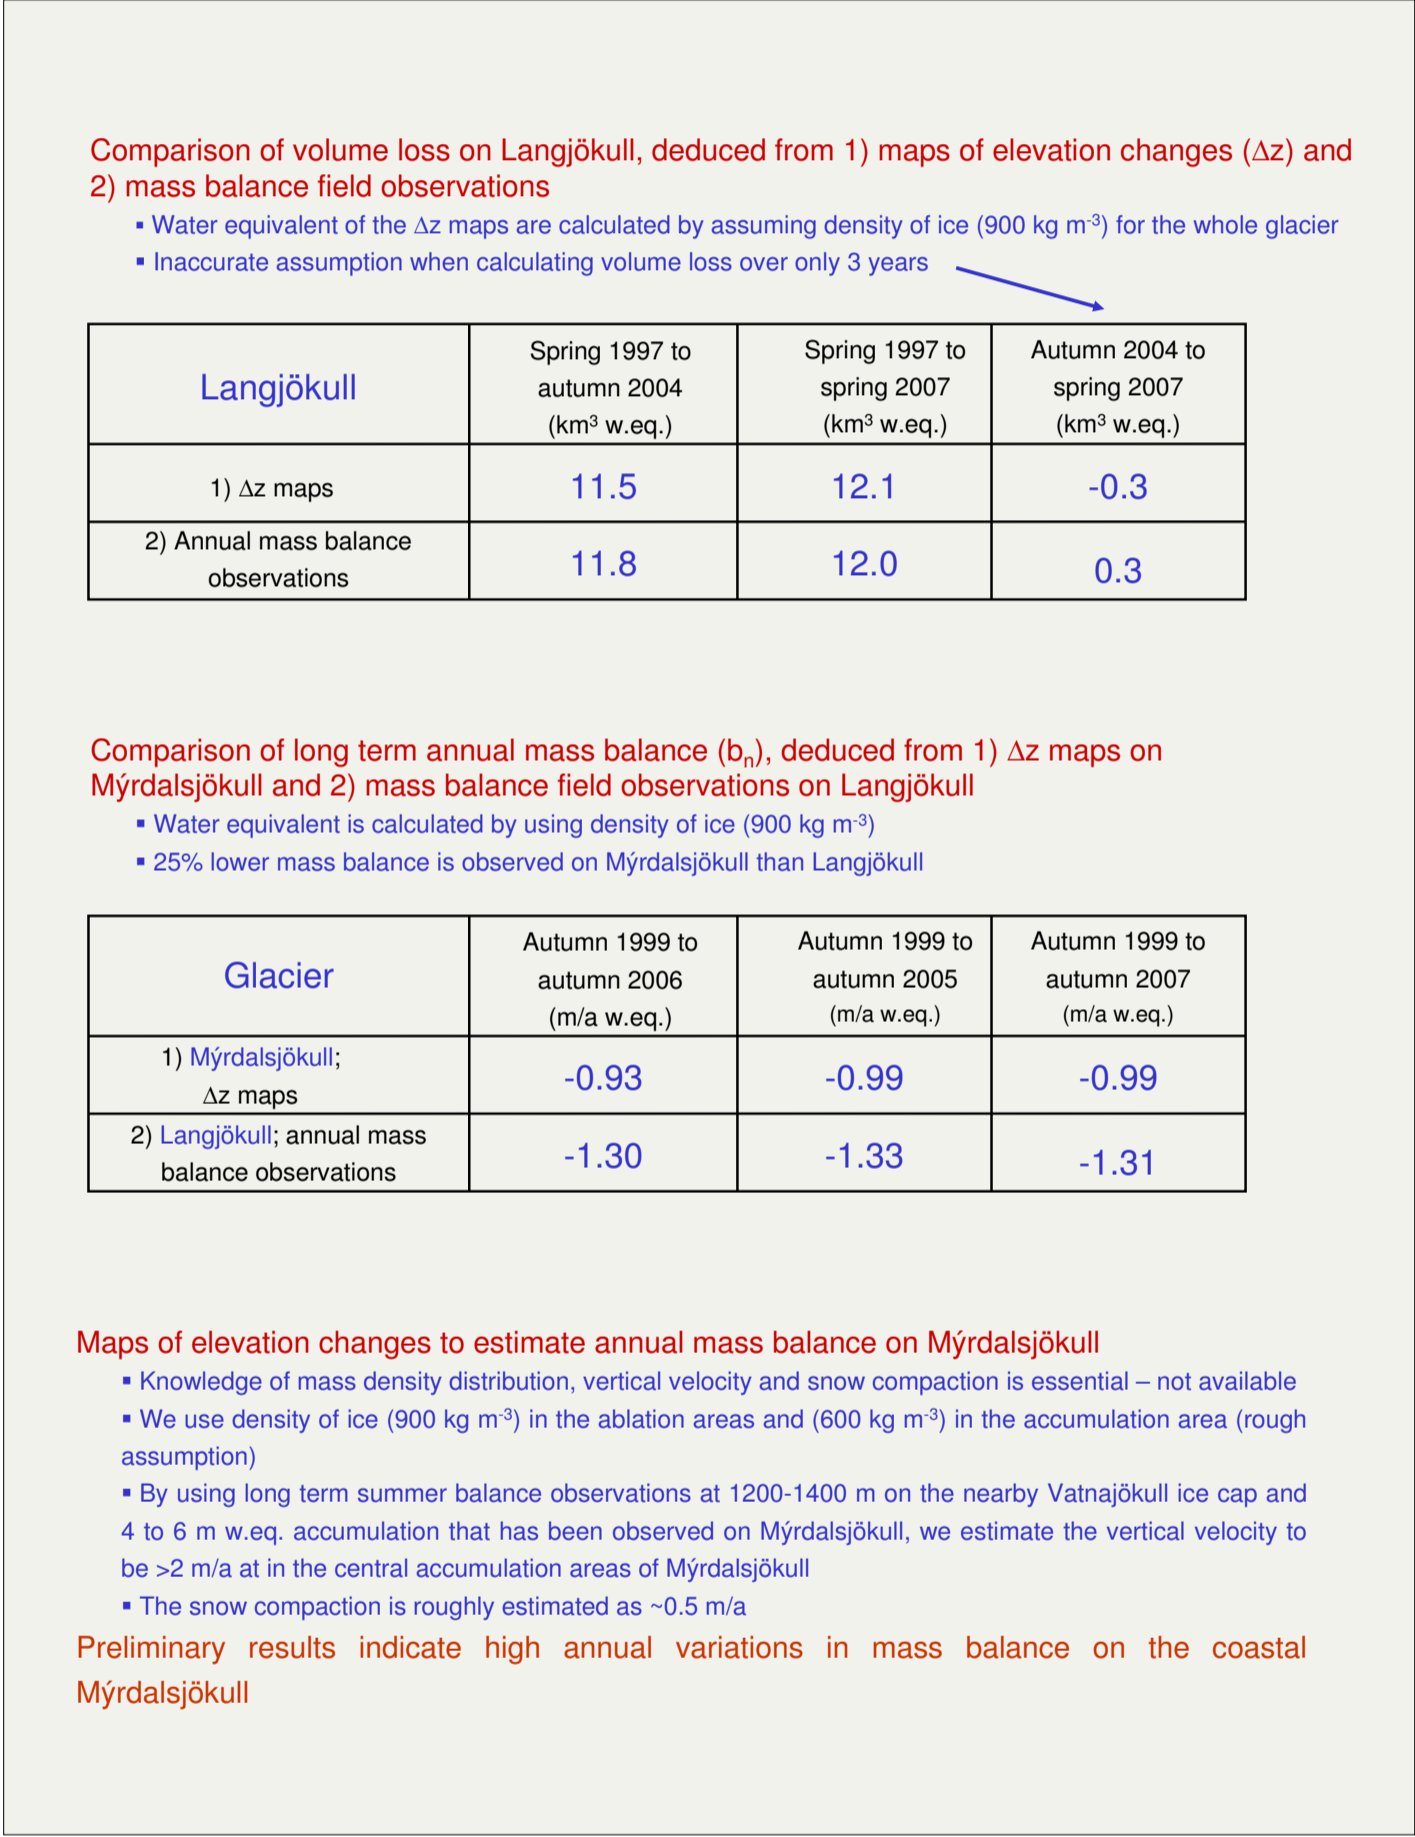 Comparison of volume loss on Langjökull, deduced from 1) maps of elevation changes (Δz) and
2) mass balance field observations
▪ Water equivalent of the Δz maps are calculated by assuming density of ice (900 kg m⁻³) for the whole glacier
▪ Inaccurate assumption when calculating volume loss over only 3 years
Langjökull
Spring 1997 to
autumn 2004
(km³ w.eq.)
Spring 1997 to
spring 2007
(km³ w.eq.)
Autumn 2004 to
spring 2007
(km³ w.eq.)
1) Δz maps
11.5
12.1
-0.3
2) Annual mass balance
observations
11.8
12.0
0.3
Comparison of long term annual mass balance (bₙ), deduced from 1) Δz maps on
Mýrdalsjökull and 2) mass balance field observations on Langjökull
▪ Water equivalent is calculated by using density of ice (900 kg m⁻³)
▪ 25% lower mass balance is observed on Mýrdalsjökull than Langjökull
Glacier
Autumn 1999 to
autumn 2006
(m/a w.eq.)
Autumn 1999 to
autumn 2005
(m/a w.eq.)
Autumn 1999 to
autumn 2007
(m/a w.eq.)
1) Mýrdalsjökull;
Δz maps
-0.93
-0.99
-0.99
2) Langjökull; annual mass
balance observations
-1.30
-1.33
-1.31
Maps of elevation changes to estimate annual mass balance on Mýrdalsjökull
▪ Knowledge of mass density distribution, vertical velocity and snow compaction is essential – not available
▪ We use density of ice (900 kg m⁻³) in the ablation areas and (600 kg m⁻³) in the accumulation area (rough
assumption)
▪ By using long term summer balance observations at 1200-1400 m on the nearby Vatnajökull ice cap and
4 to 6 m w.eq. accumulation that has been observed on Mýrdalsjökull, we estimate the vertical velocity to
be >2 m/a at in the central accumulation areas of Mýrdalsjökull
▪ The snow compaction is roughly estimated as ~0.5 m/a
Preliminary results indicate high annual variations in mass balance on the coastal
Mýrdalsjökull